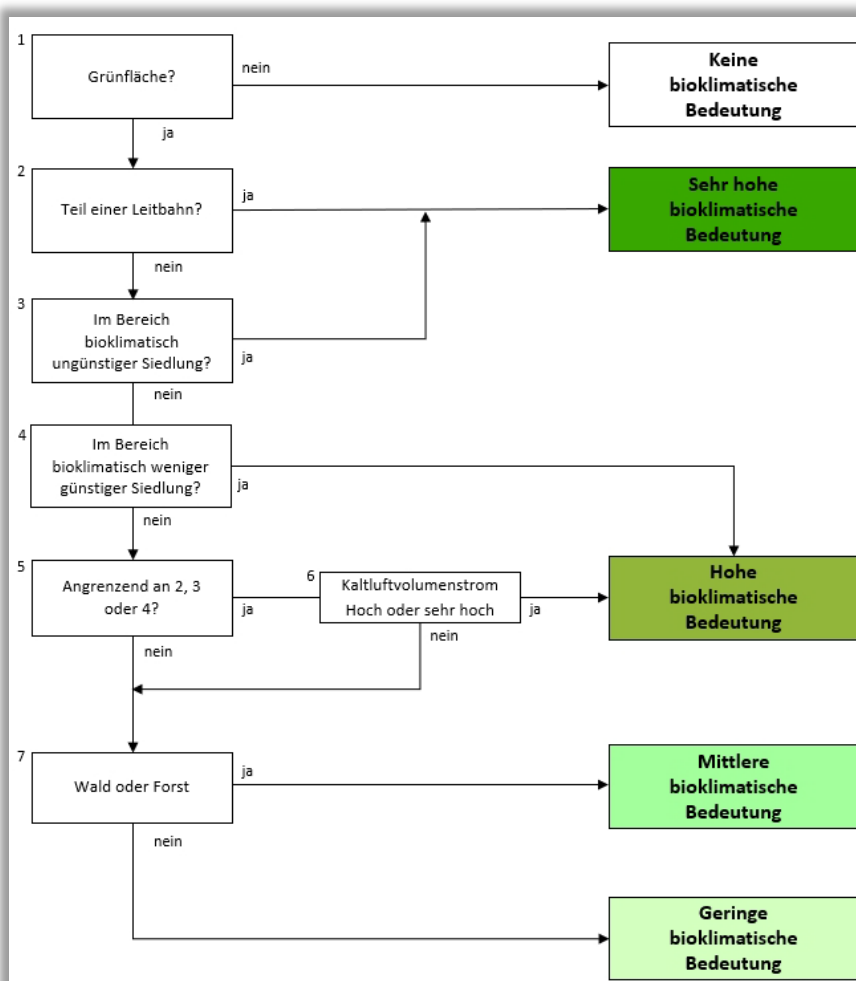 1
Grünfläche?
nein
Keine
bioklimatische
Bedeutung
ja
2
Teil einer Leitbahn?
ja
Sehr hohe
bioklimatische
Bedeutung
nein
3
Im Bereich
bioklimatisch
ungünstiger Siedlung?
ja
nein
4
Im Bereich
bioklimatisch weniger
günstiger Siedlung?
ja
nein
5
Angrenzend an 2, 3
oder 4?
ja
6
Kaltluftvolumenstrom
Hoch oder sehr hoch
ja
nein
Hohe
bioklimatische
Bedeutung
nein
7
Wald oder Forst
ja
Mittlere
bioklimatische
Bedeutung
nein
Geringe
bioklimatische
Bedeutung